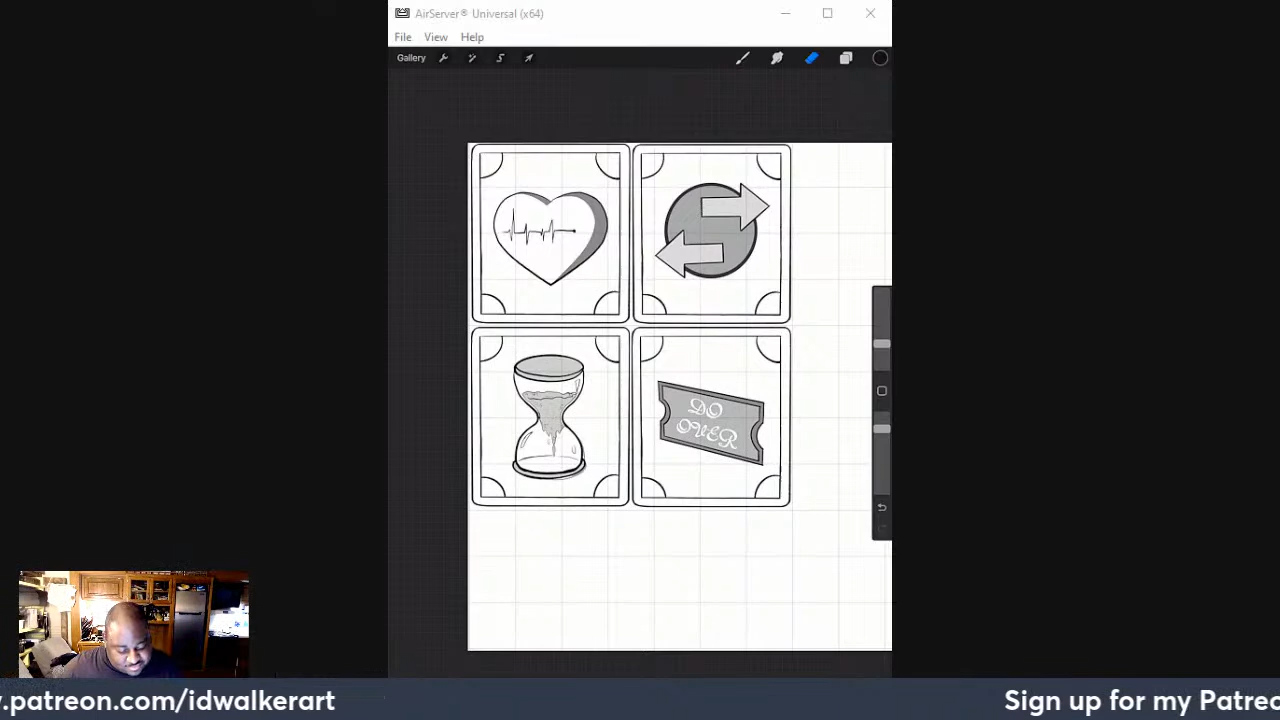 AirServer® Universal (x64)
File View Help
Gallery
DO
OVER
.patreon.com/idwalkerart
Sign up for my Patreo